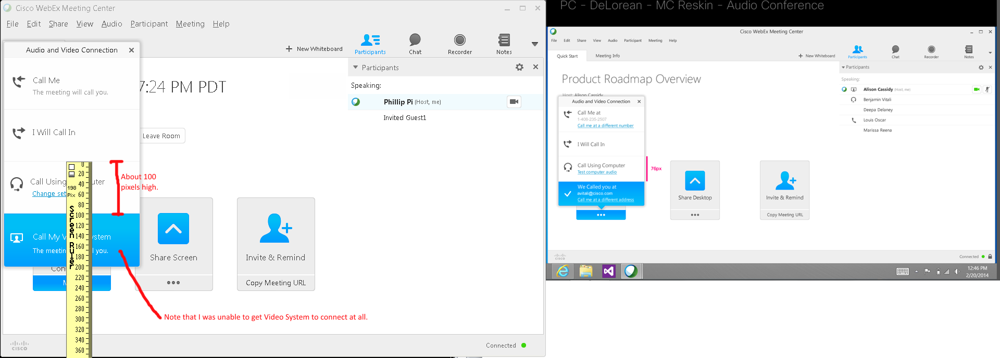 Cisco WebEx Meeting Center
File Edit Share View Audio Participant Meeting Help
New Whiteboard
Participants
Chat
Recorder
Notes
Audio and Video Connection
Call Me
The meeting will call you.
7:24 PM PDT
I Will Call In
Leave Room
Call Using
uter
Change set
Call My V
stem
The meetin
l you.
About 100
pixels high.
0
20
40
198
Pix
60
80
100
120
140
160
180
200
220
240
260
280
300
320
340
360
Screen Ruler
Con
M
Share Screen
Invite & Remind
Copy Meeting URL
Note that I was unable to get Video System to connect at all.
Participants
Speaking:
Phillip Pi (Host, me)
Invited Guest1
cisco
Connected
PC - DeLorean - MC Reskin - Audio Conference
Cisco WebEx Meeting Center
File Edit Share View Audio Participant Meeting Help
Quick Start
Meeting Info
New Whiteboard
Participants
Chat
Recorder
Notes
Product Roadmap Overview
Host: Alison Cassidy
Audio and Video Connection
Call Me at
1-408-235-2507
Call me at a different number
I Will Call In
Call Using Computer
Test computer audio
76px
We Called you at
avitali@cisco.com
Call me at a different address
Share Desktop
Invite & Remind
Copy Meeting URL
Participants
Speaking:
Alison Cassidy (Host, me)
Benjamin Vitali
Deepa Delaney
Louis Oscar
Marissa Reena
cisco
Connected
12:46 PM
2/20/2014